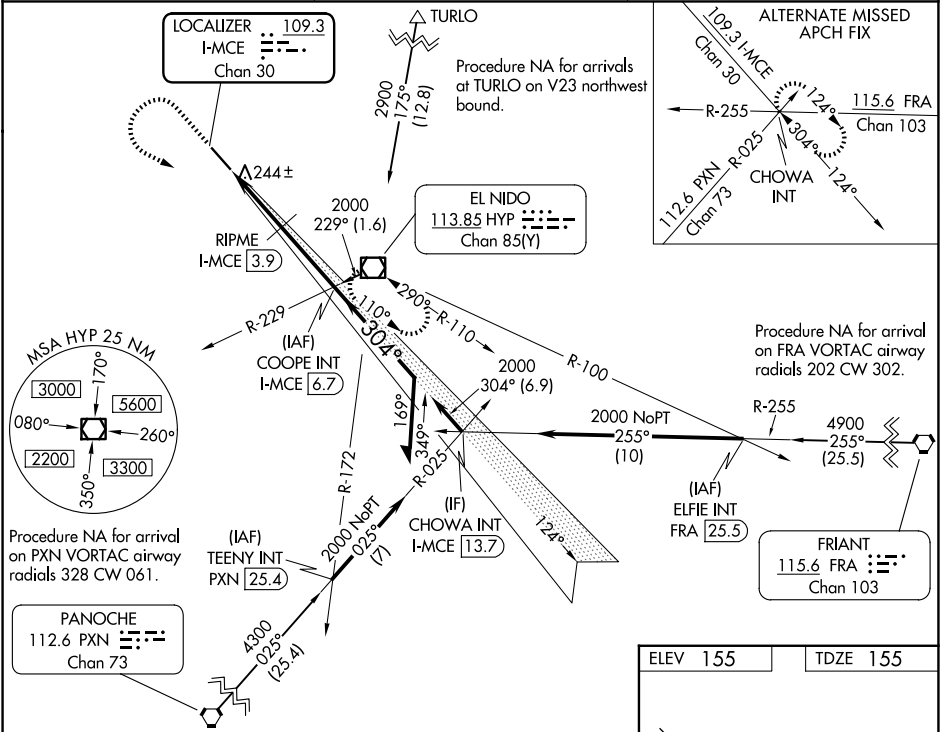 LOCALIZER 109.3
I-MCE
Chan 30
TURLO
2900
175°
(12.8)
Procedure NA for arrivals
at TURLO on V23 northwest
bound.
ALTERNATE MISSED
APCH FIX
109.3 I-MCE
Chan 30
R-255
124°
115.6 FRA
Chan 103
304°
R-025
112.6 PXN
Chan 73
CHOWA
INT
124°
244±
2000
229° (1.6)
EL NIDO
113.85 HYP
Chan 85(Y)
RIPME
I-MCE 3.9
R-229
110°
290°
R-110
R-100
304°
(IAF)
COOPE INT
I-MCE 6.7
2000
304° (6.9)
Procedure NA for arrival
on FRA VORTAC airway
radials 202 CW 302.
MSA HYP 25 NM
3000
170°
5600
080°
260°
2200
350°
3300
169°
349°
R-172
R-025
2000 NoPT
255°
(10)
R-255
4900
255°
(25.5)
(IAF)
ELFIE INT
FRA 25.5
(IF)
CHOWA INT
I-MCE 13.7
124°
Procedure NA for arrival
on PXN VORTAC airway
radials 328 CW 061.
(IAF)
TEENY INT
PXN 25.4
2000 NoPT
025°
(7)
FRIANT
115.6 FRA
Chan 103
PANOCHE
112.6 PXN
Chan 73
4300
025°
(25.4)
ELEV 155
TDZE 155